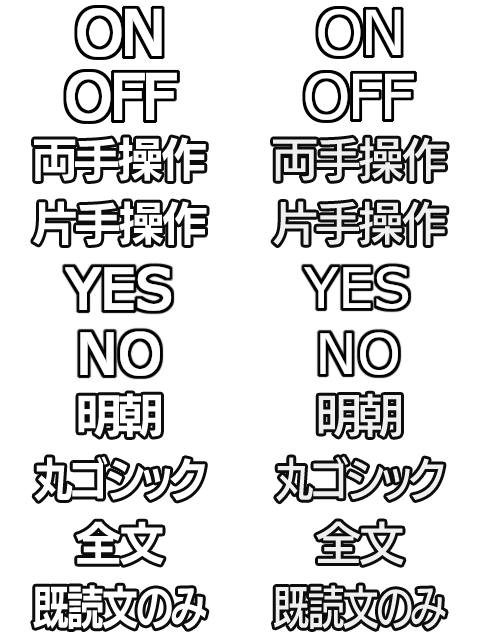 ON ON
OFF OFF
両手操作 両手操作
片手操作 片手操作
YES YES
NO NO
明朝 明朝
丸ゴシック 丸ゴシック
全文 全文
既読文のみ 既読文のみ